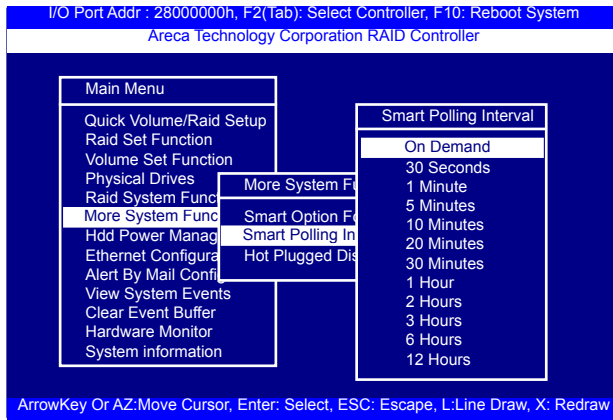 I/O Port Addr : 28000000h, F2(Tab): Select Controller, F10: Reboot System
Areca Technology Corporation RAID Controller
Main Menu
Quick Volume/Raid Setup
Raid Set Function
Volume Set Function
Physical Drives
Raid System Funct
More System Func
Hdd Power Manag
Ethernet Configura
Alert By Mail Config
View System Events
Clear Event Buffer
Hardware Monitor
System information
More System Fu
Smart Option Fo
Smart Polling In
Hot Plugged Dis
Smart Polling Interval
On Demand
30 Seconds
1 Minute
5 Minutes
10 Minutes
20 Minutes
30 Minutes
1 Hour
2 Hours
3 Hours
6 Hours
12 Hours
ArrowKey Or AZ:Move Cursor, Enter: Select, ESC: Escape, L:Line Draw, X: Redraw